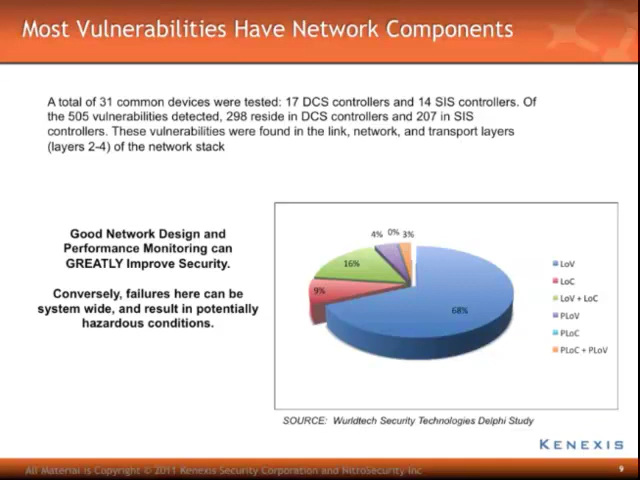 Most Vulnerabilities Have Network Components
A total of 31 common devices were tested: 17 DCS controllers and 14 SIS controllers. Of
the 505 vulnerabilities detected, 298 reside in DCS controllers and 207 in SIS
controllers. These vulnerabilities were found in the link, network, and transport layers
(layers 2-4) of the network stack
Good Network Design and
Performance Monitoring can
GREATLY Improve Security.
Conversely, failures here can be
system wide, and result in potentially
hazardous conditions.
4% 0% 3%
16%
9%
68%
LoV
LoC
LoV + LoC
PLoV
PLoC
PLoC + PLoV
SOURCE: Wurldtech Security Technologies Delphi Study
KENEXIS
All Material is Copyright © 2011 Kenexis Security Corporation and NitroSecurity Inc
9